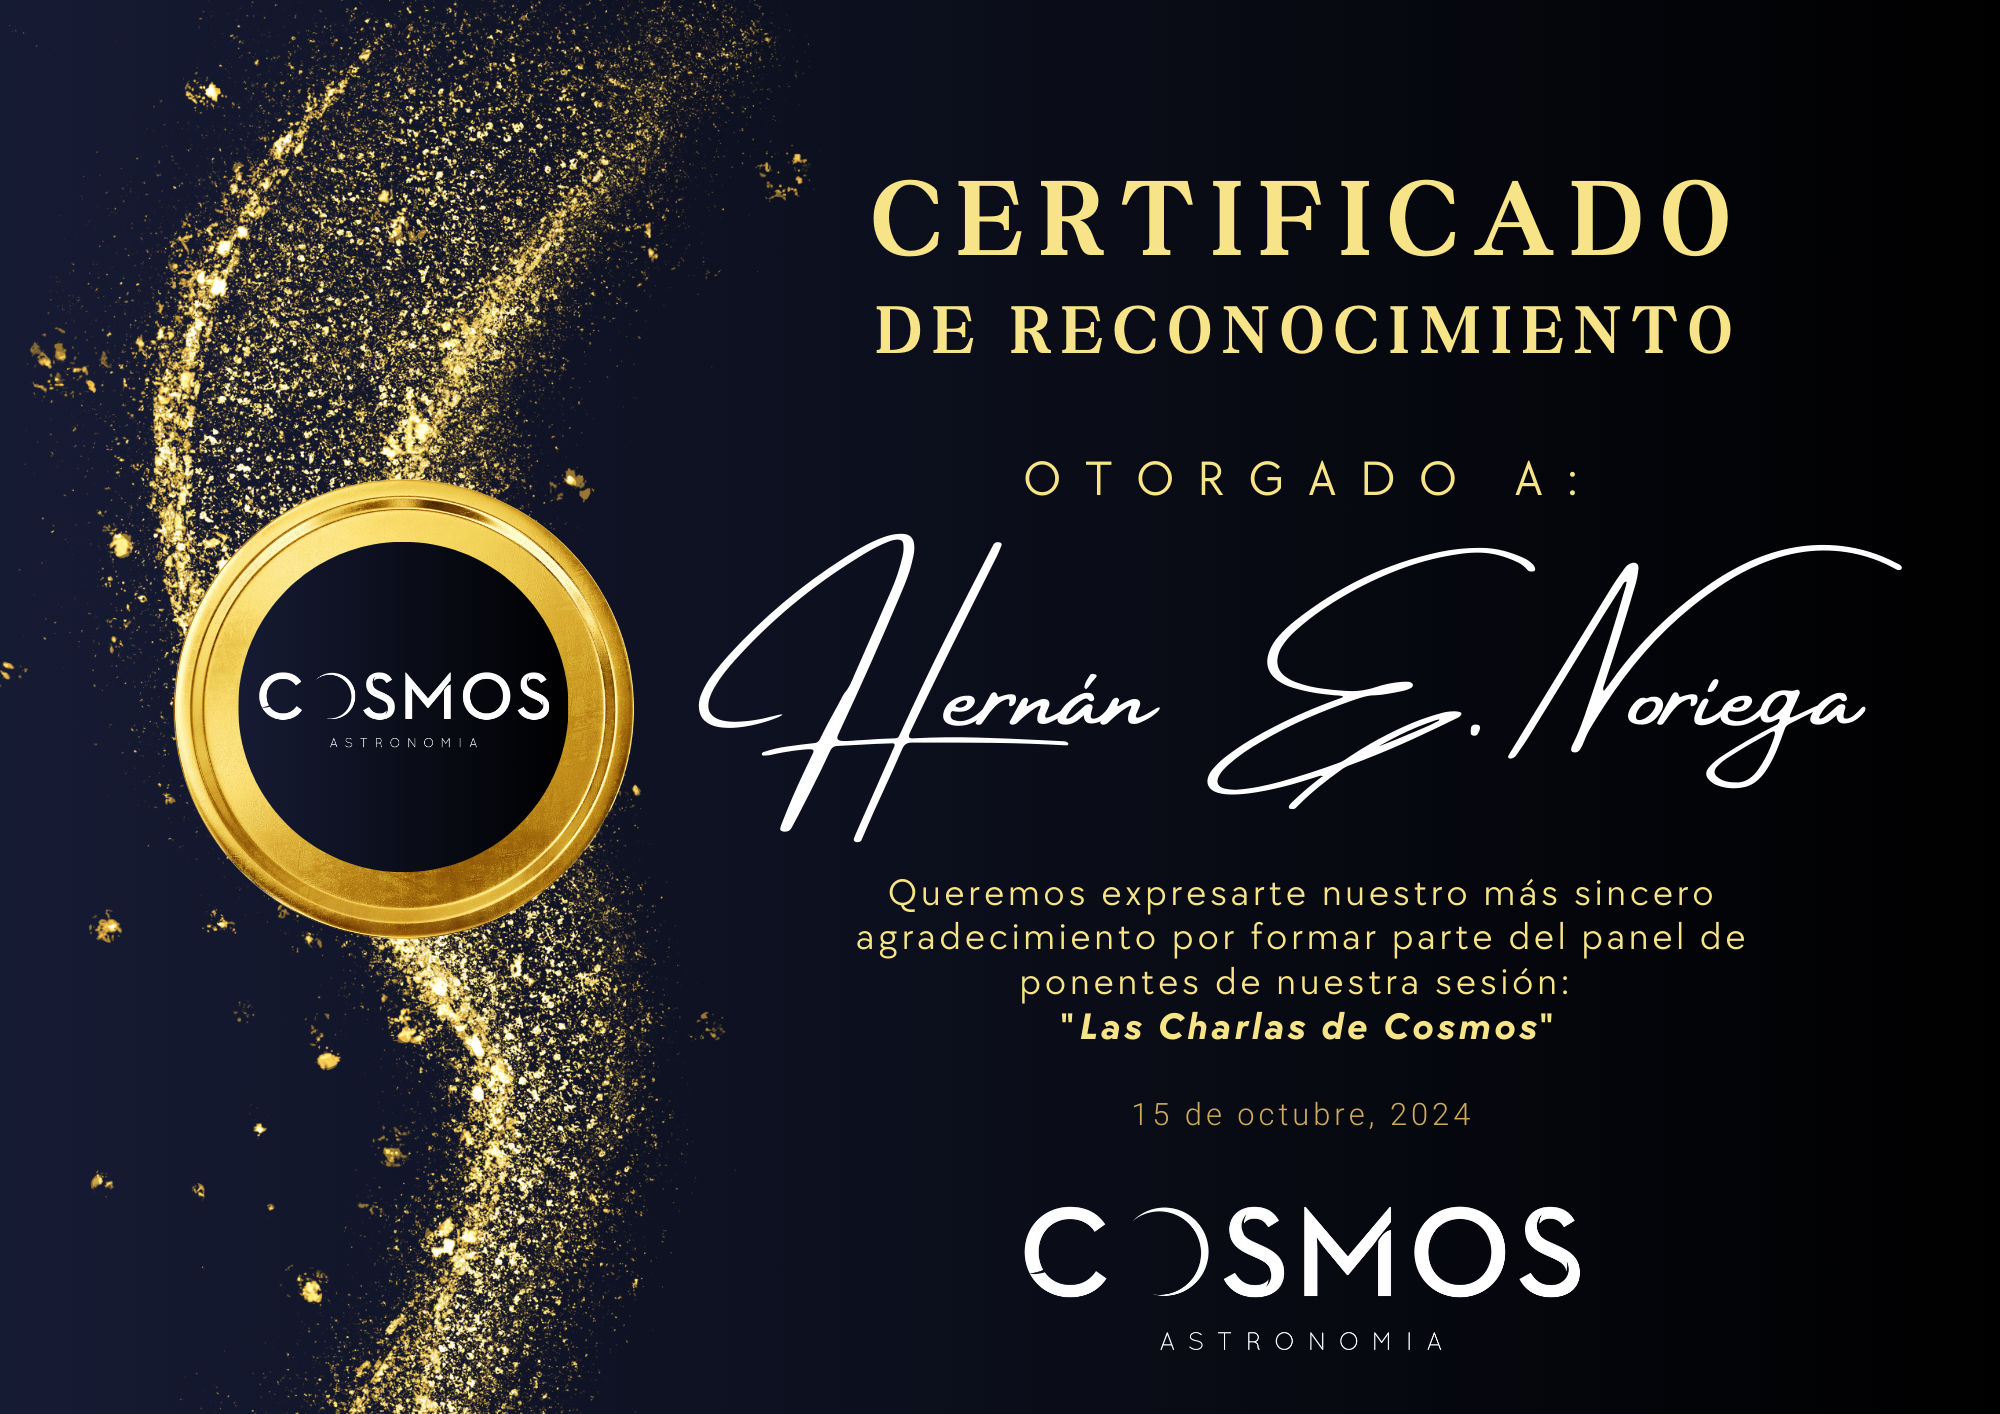 CERTIFICADO
DE RECONOCIMIENTO
OTORGADO A:
Hernán E. Noriega
COSMOS
ASTRONOMIA
Queremos expresarte nuestro más sincero
agradecimiento por formar parte del panel de
ponentes de nuestra sesión:
"Las Charlas de Cosmos"
15 de octubre, 2024
COSMOS
ASTRONOMIA